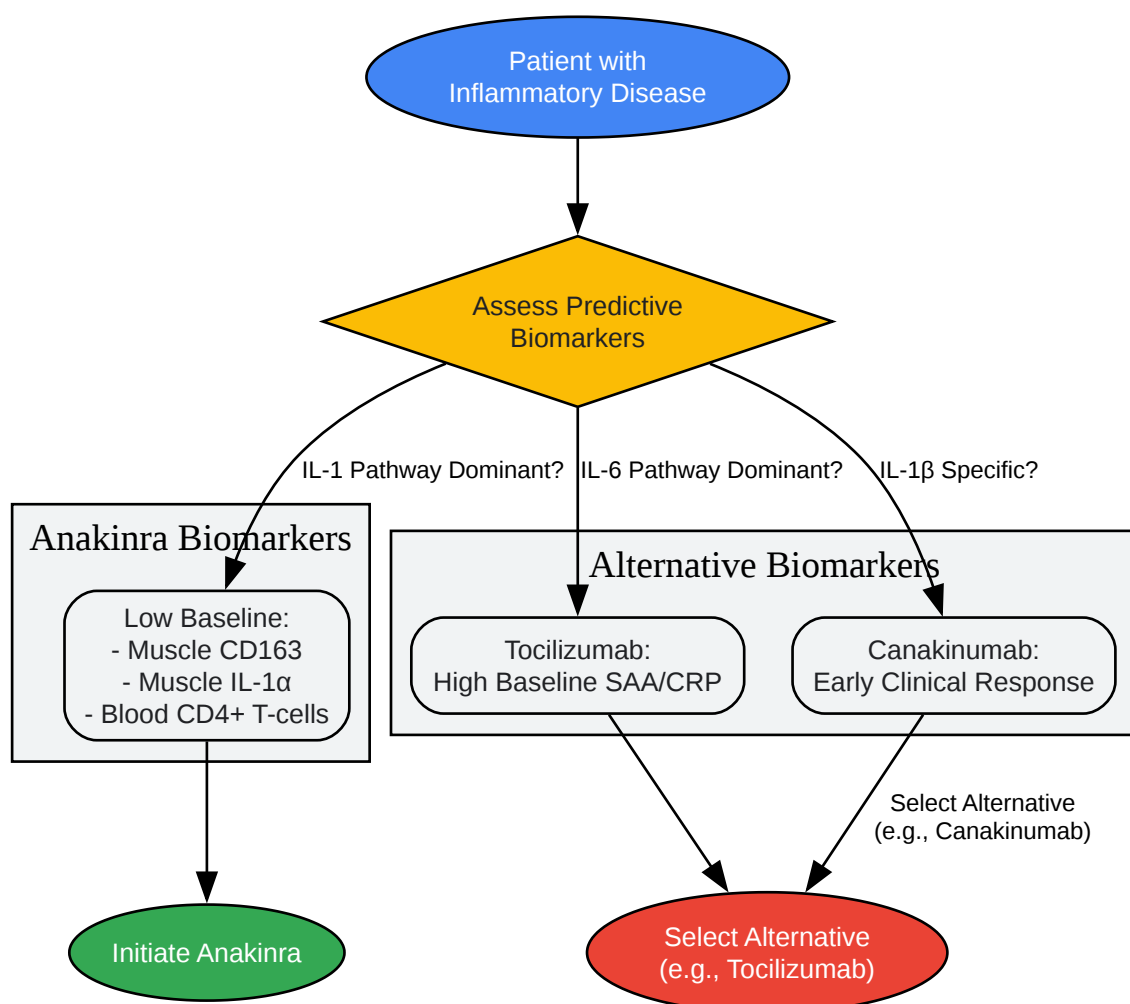 Patient with
Inflammatory Disease
Assess Predictive
Biomarkers
IL-1 Pathway Dominant?
IL-6 Pathway Dominant?
IL-1β Specific?
Anakinra Biomarkers
Low Baseline:
- Muscle CD163
- Muscle IL-1α
- Blood CD4+ T-cells
Alternative Biomarkers
Tocilizumab:
High Baseline SAA/CRP
Canakinumab:
Early Clinical Response
Select Alternative
(e.g., Canakinumab)
Initiate Anakinra
Select Alternative
(e.g., Tocilizumab)